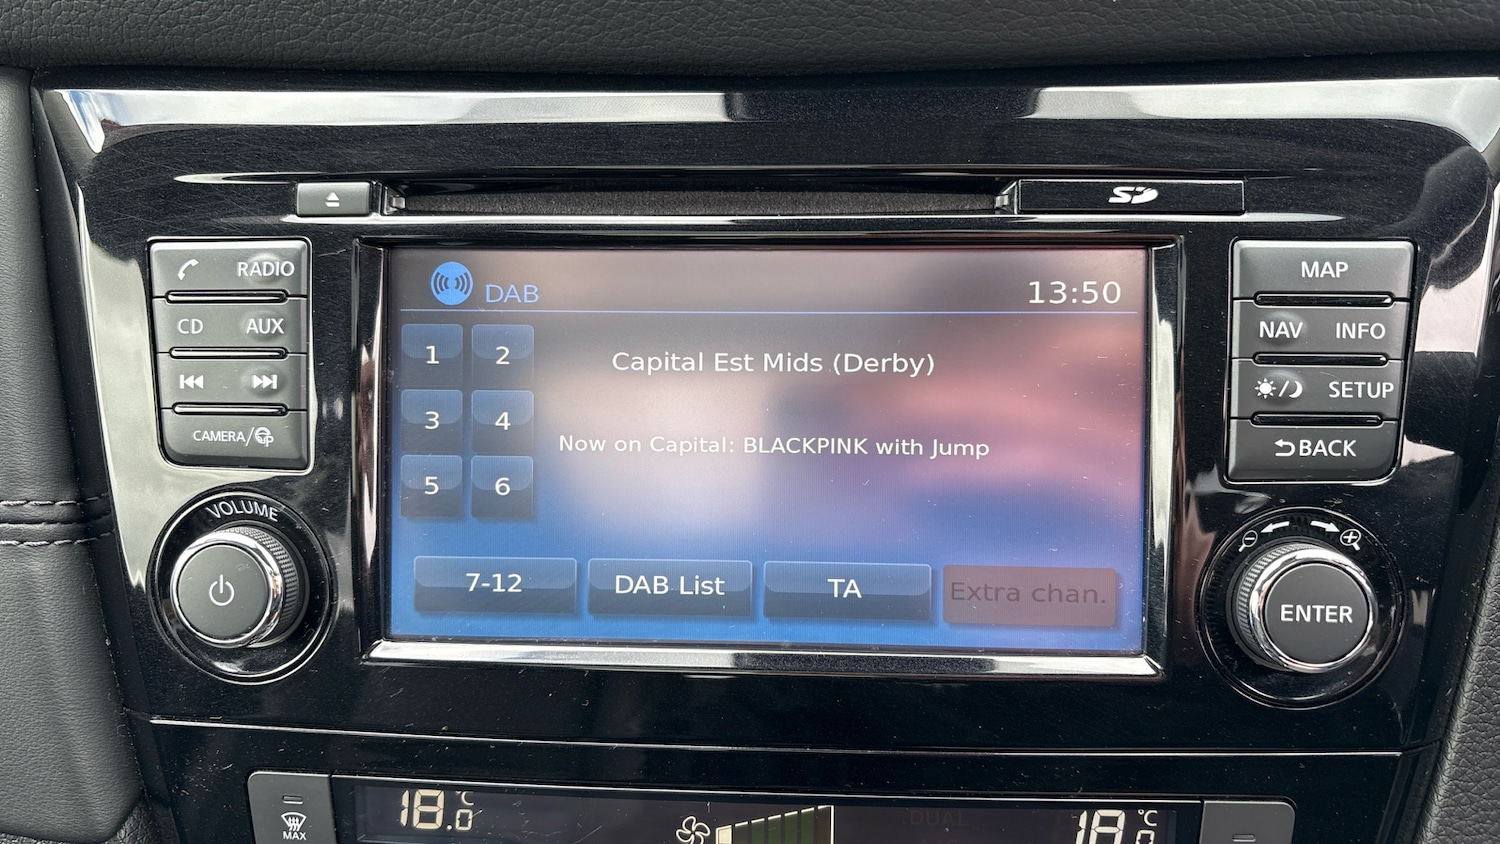 SD
RADIO
CD AUX
CAMERA/
VOLUME
DAB
13:50
1 2
3 4
5 6
Capital Est Mids (Derby)
Now on Capital: BLACKPINK with Jump
7-12 DAB List TA Extra chan.
MAP
NAV INFO
SETUP
BACK
ENTER
MAX
18.0 °C
DUAL
18.0 °C